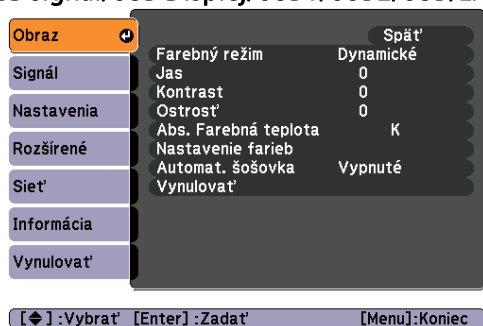 Obraz
Signál
Nastavenia
Rozšírené
Sieť
Informácia
Vynulovať
Späť
Farebný režim Dynamické
Jas 0
Kontrast 0
Ostrosť 0
Abs. Farebná teplota K
Nastavenie farieb
Automat. šošovka Vypnuté
Vynulovať
[◆] :Vybrať [Enter] :Zadať [Menu]:Koniec